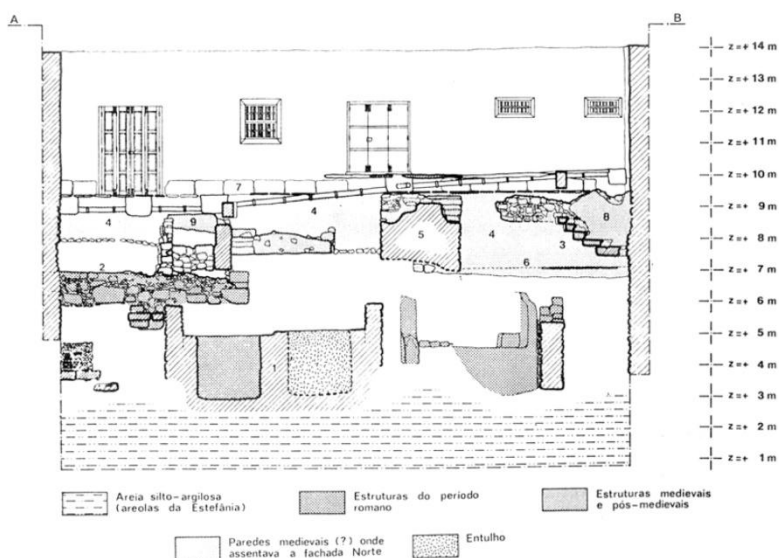 A
B
z=+ 14 m
z=+ 13 m
z=+ 12 m
z=+ 11 m
z=+ 10 m
7
z=+ 9 m
4
9
4
8
5
4
3
z=+ 8 m
2
6
z=+ 7 m
z=+ 6 m
z=+ 5 m
1
z=+ 4 m
z=+ 3 m
z=+ 2 m
z=+ 1 m
Areia silto-argilosa
(areolas da Estefânia)
Estruturas do periodo
romano
Estruturas medievais
e pós-medievais
Paredes medievais (?) onde
assentava a fachada Norte
Entulho